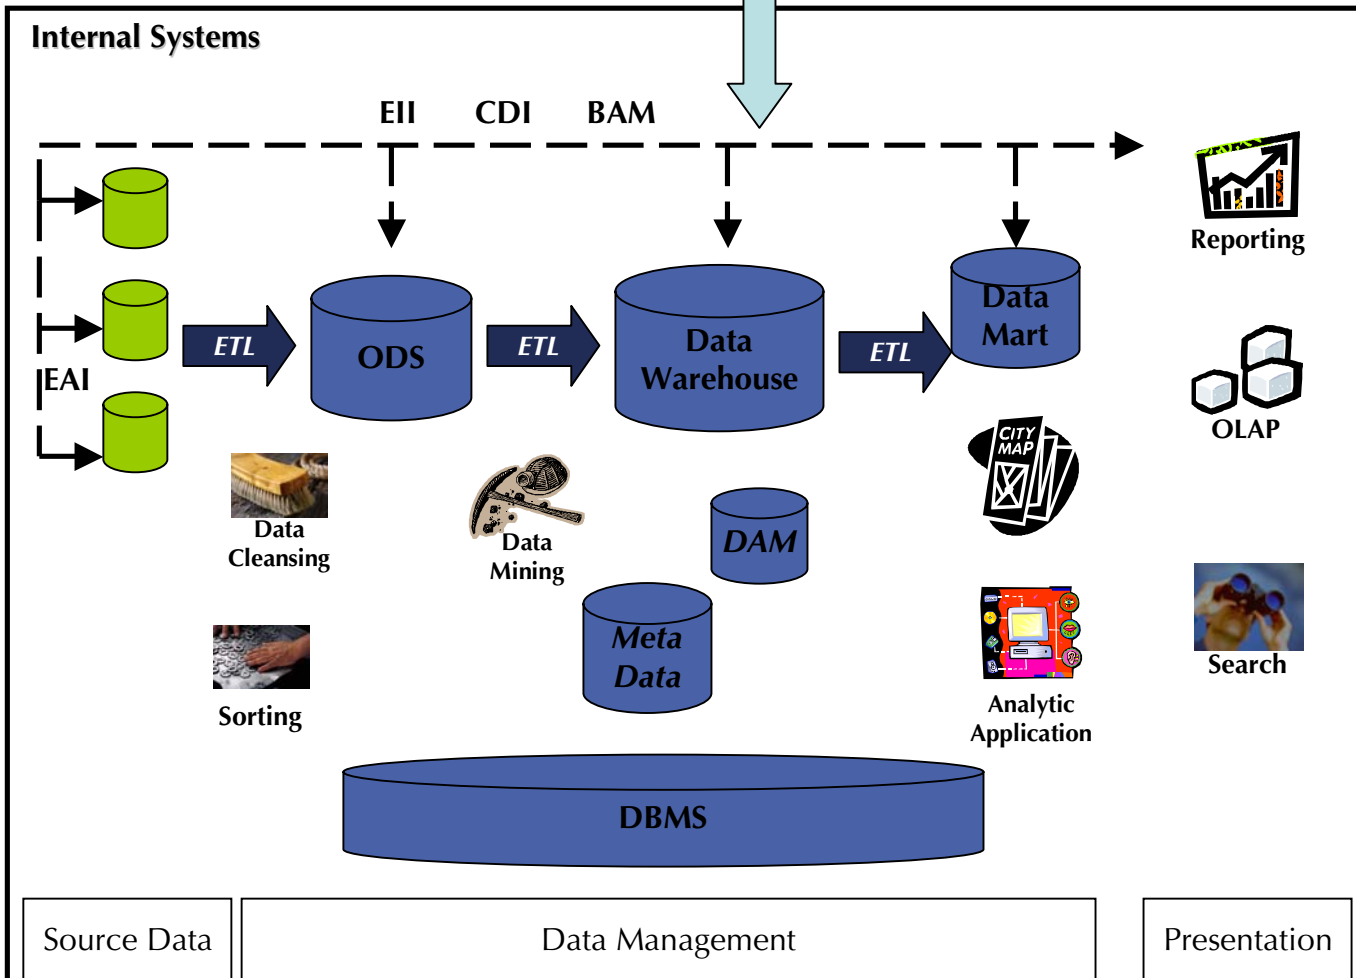 Internal Systems
EII CDI BAM
Reporting
Data
Mart
ETL
ODS
ETL
Data
Warehouse
ETL
EAI
OLAP
CITY
MAP
Data
Cleansing
Data
Mining
DAM
Meta
Data
Search
Sorting
Analytic
Application
DBMS
Source Data
Data Management
Presentation